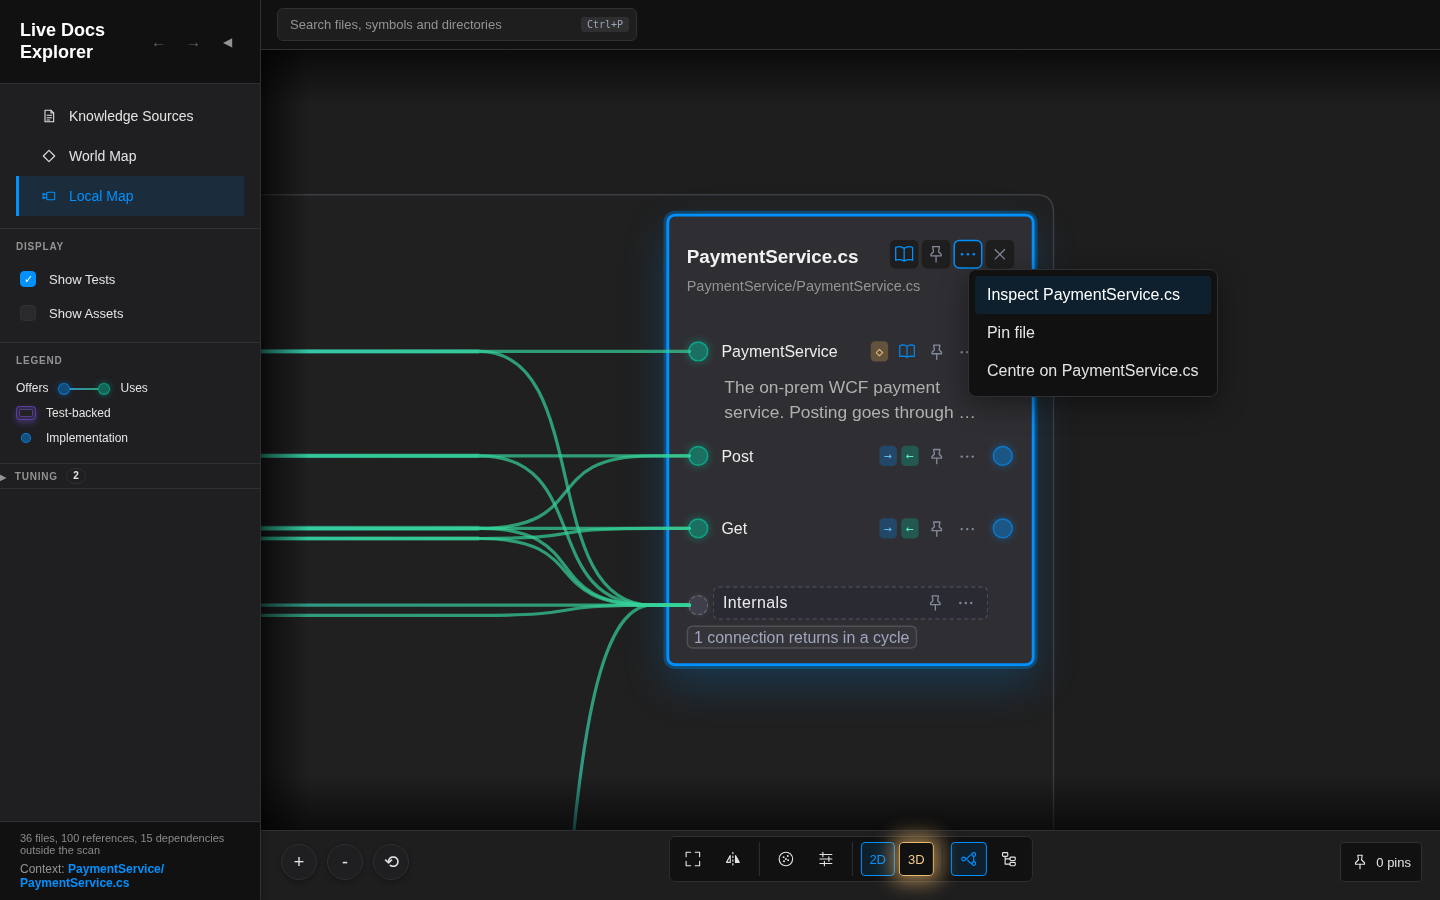 Live Docs
Explorer
Search files, symbols and directories
Ctrl+P
Knowledge Sources
World Map
Local Map
DISPLAY
Show Tests
Show Assets
LEGEND
Offers
Uses
Test-backed
Implementation
TUNING
2
36 files, 100 references, 15 dependencies
outside the scan
Context: PaymentService/
PaymentService.cs
PaymentService.cs
PaymentService/PaymentService.cs
PaymentService
The on-prem WCF payment
service. Posting goes through …
Post
Get
Internals
1 connection returns in a cycle
Inspect PaymentService.cs
Pin file
Centre on PaymentService.cs
+
-
2D
3D
0 pins